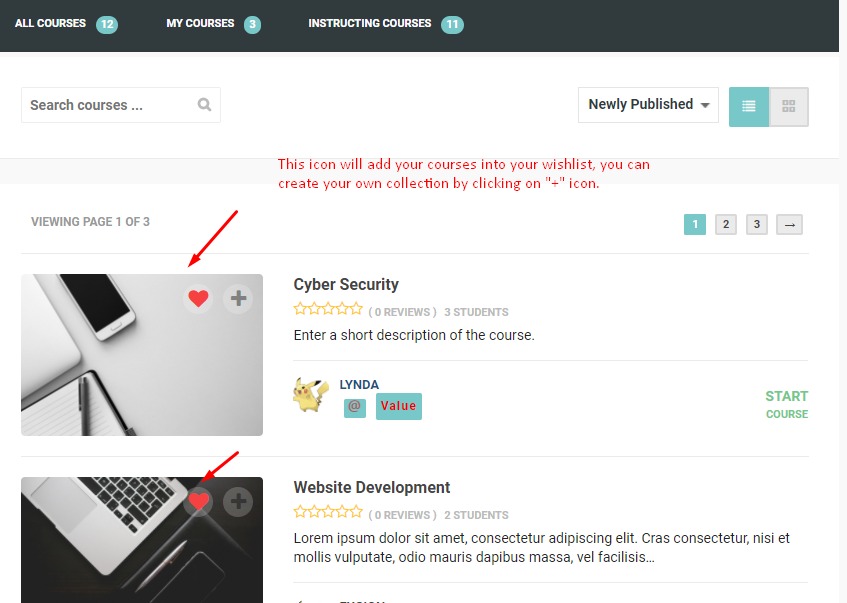 ALL COURSES 12 MY COURSES 3 INSTRUCTING COURSES 11
Search courses ... Newly Published
This icon will add your courses into your wishlist, you can
create your own collection by clicking on "+" icon.
VIEWING PAGE 1 OF 3 1 2 3 →
Cyber Security
( 0 REVIEWS ) 3 STUDENTS
Enter a short description of the course.
LYNDA
@ Value
START
COURSE
Website Development
( 0 REVIEWS ) 2 STUDENTS
Lorem ipsum dolor sit amet, consectetur adipiscing elit. Cras consectetur, nisi et
mollis vulputate, odio mauris dapibus massa, vel facilisis...